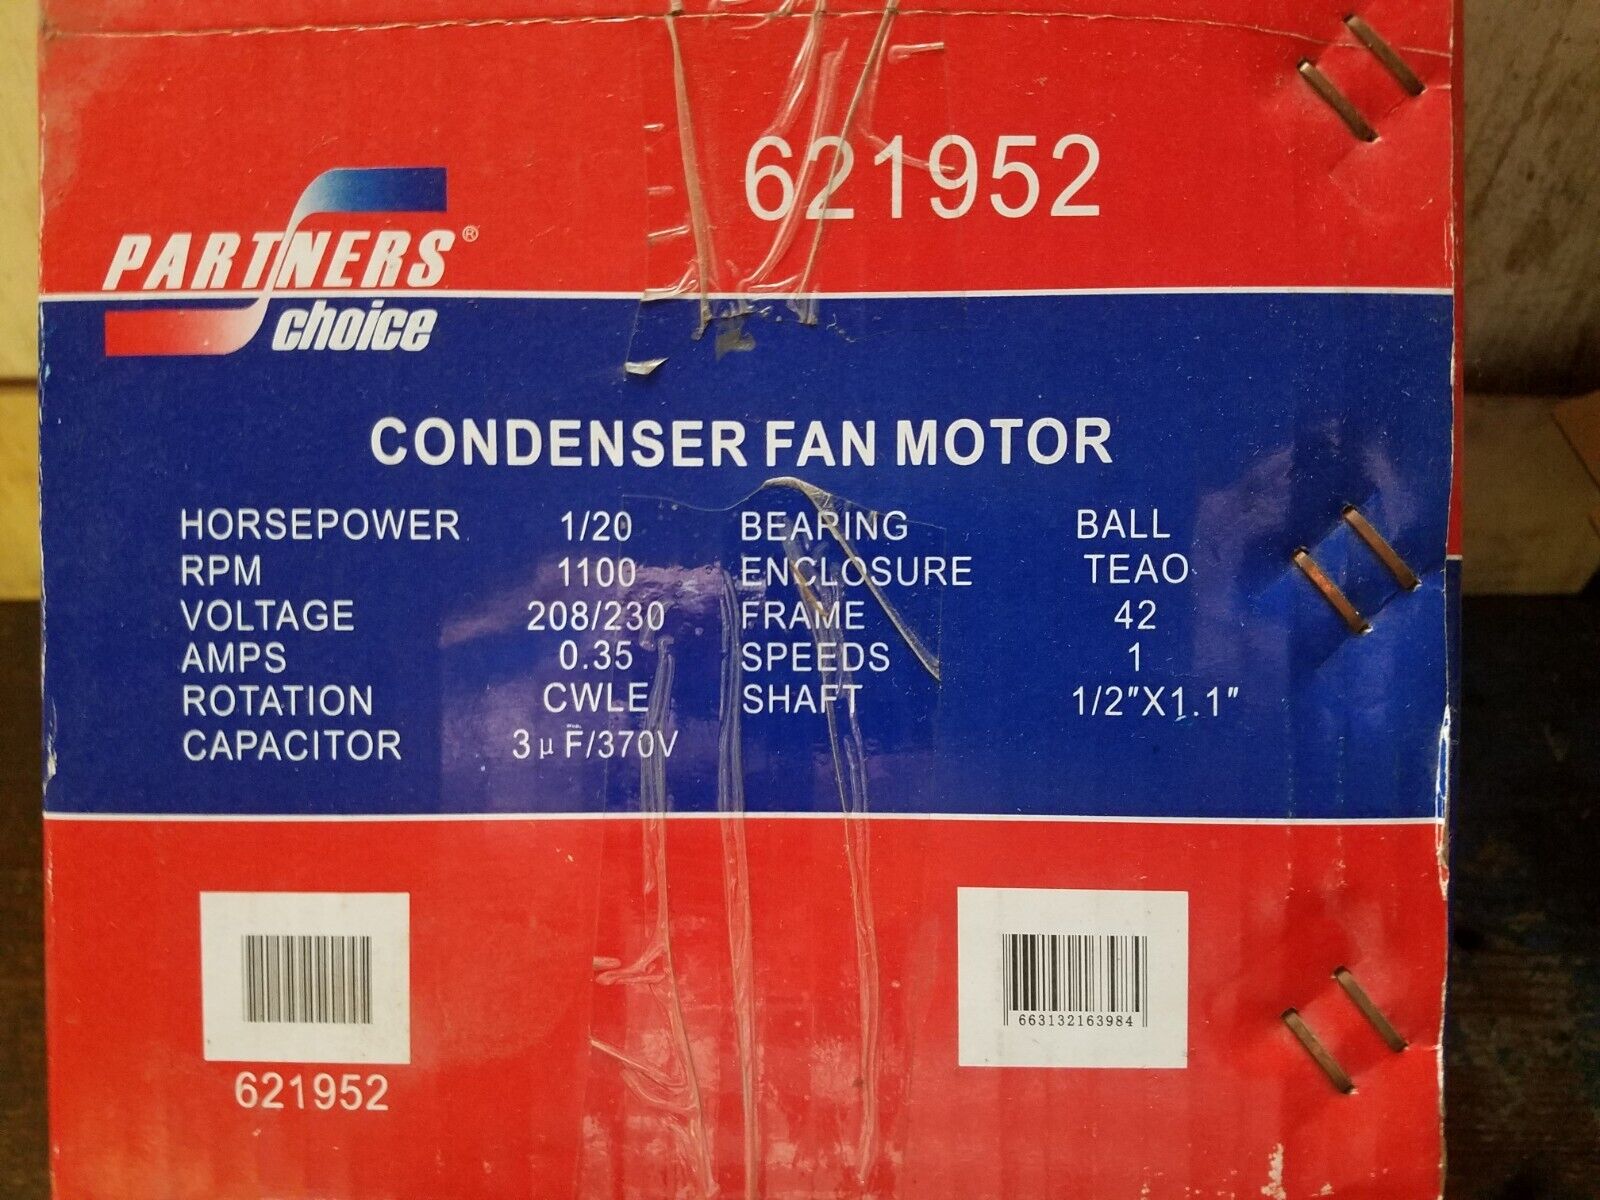 621952
PARTNERS®
choice
CONDENSER FAN MOTOR
HORSEPOWER 1/20 BEARING BALL
RPM 1100 ENCLOSURE TEAO
VOLTAGE 208/230 FRAME 42
AMPS 0.35 SPEEDS 1
ROTATION CWLE SHAFT 1/2"X1.1"
CAPACITOR 3μF/370V
663132163984
621952